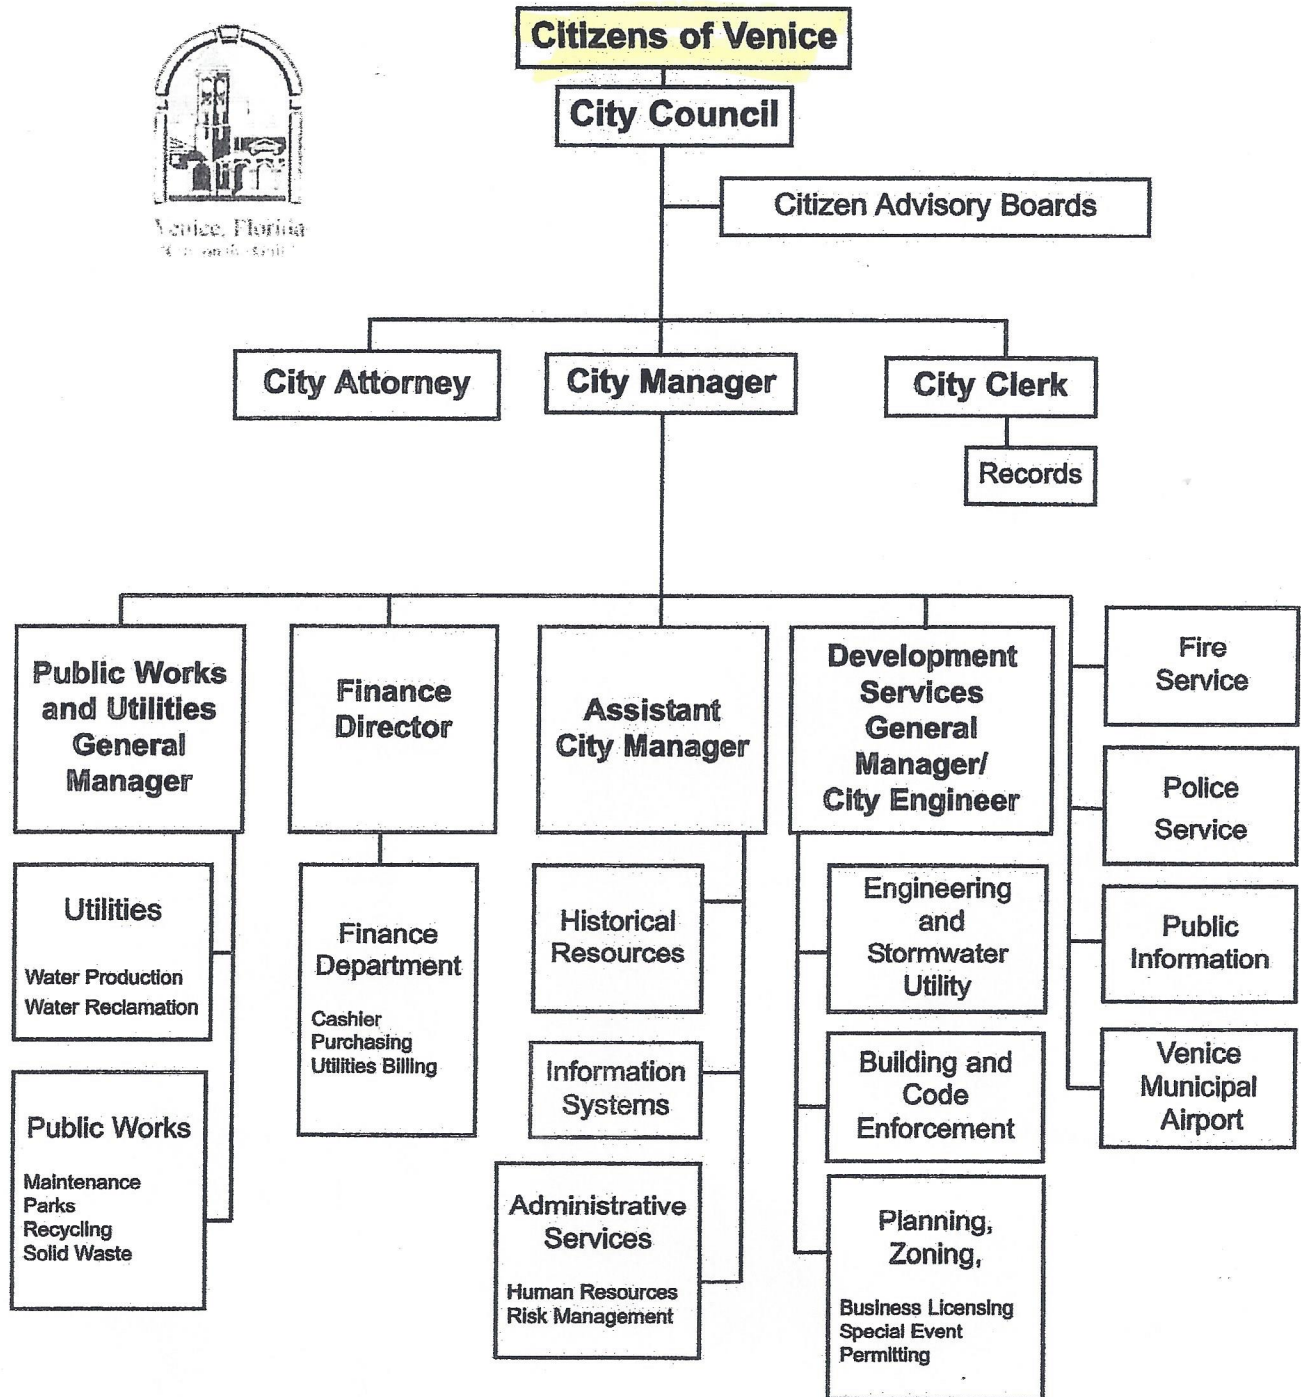 Citizens of Venice
City Council
Venice, Florida
Citizen Advisory Boards
City Attorney
City Manager
City Clerk
Records
Public Works
and Utilities
General
Manager
Finance
Director
Assistant
City Manager
Development
Services
General
Manager/
City Engineer
Fire
Service
Police
Service
Public
Information
Venice
Municipal
Airport
Utilities
Water Production
Water Reclamation
Public Works
Maintenance
Parks
Recycling
Solid Waste
Finance
Department
Cashier
Purchasing
Utilities Billing
Historical
Resources
Information
Systems
Administrative
Services
Human Resources
Risk Management
Engineering
and
Stormwater
Utility
Building and
Code
Enforcement
Planning,
Zoning,
Business Licensing
Special Event
Permitting